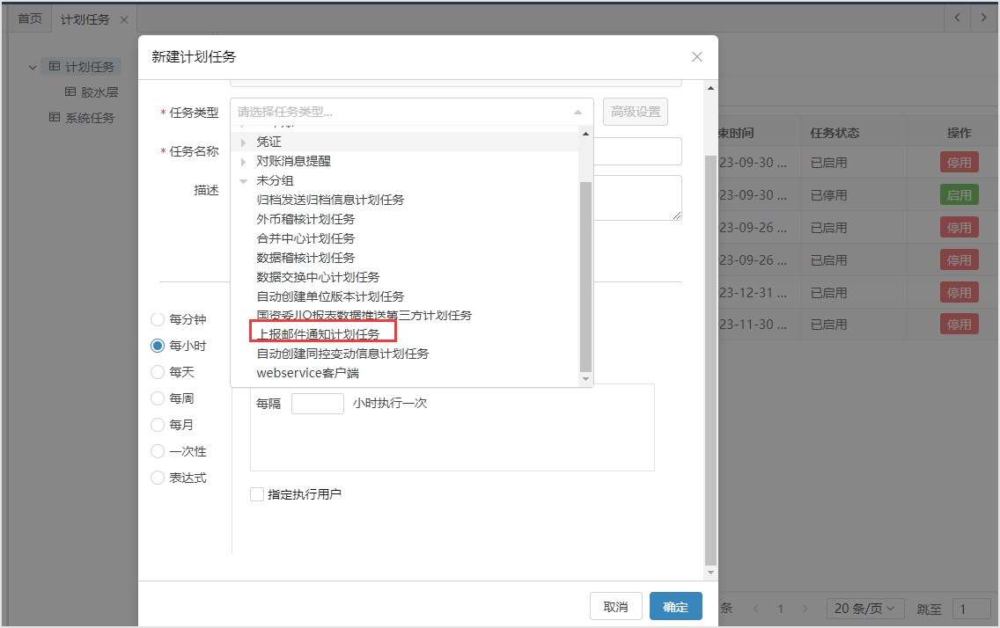 首页
计划任务
计划任务
胶水层
系统任务
新建计划任务
* 任务类型
请选择任务类型...
高级设置
凭证
* 任务名称
对账消息提醒
未分组
描述
归档发送归档信息计划任务
外币稽核计划任务
合并中心计划任务
数据稽核计划任务
数据交换中心计划任务
自动创建单位版本计划任务
国资委JIO报表数据推送第三方计划任务
上报邮件通知计划任务
自动创建同控变动信息计划任务
webservice客户端
每分钟
每小时
每天
每周
每月
一次性
表达式
每隔
小时执行一次
指定执行用户
取消
确定
束时间 任务状态 操作
23-09-30 ... 已启用 停用
23-09-30 ... 已停用 启用
23-09-26 ... 已启用 停用
23-09-26 ... 已启用 停用
23-12-31 ... 已启用 停用
23-11-30 ... 已启用 停用
条 1 20 条/页 跳至 1